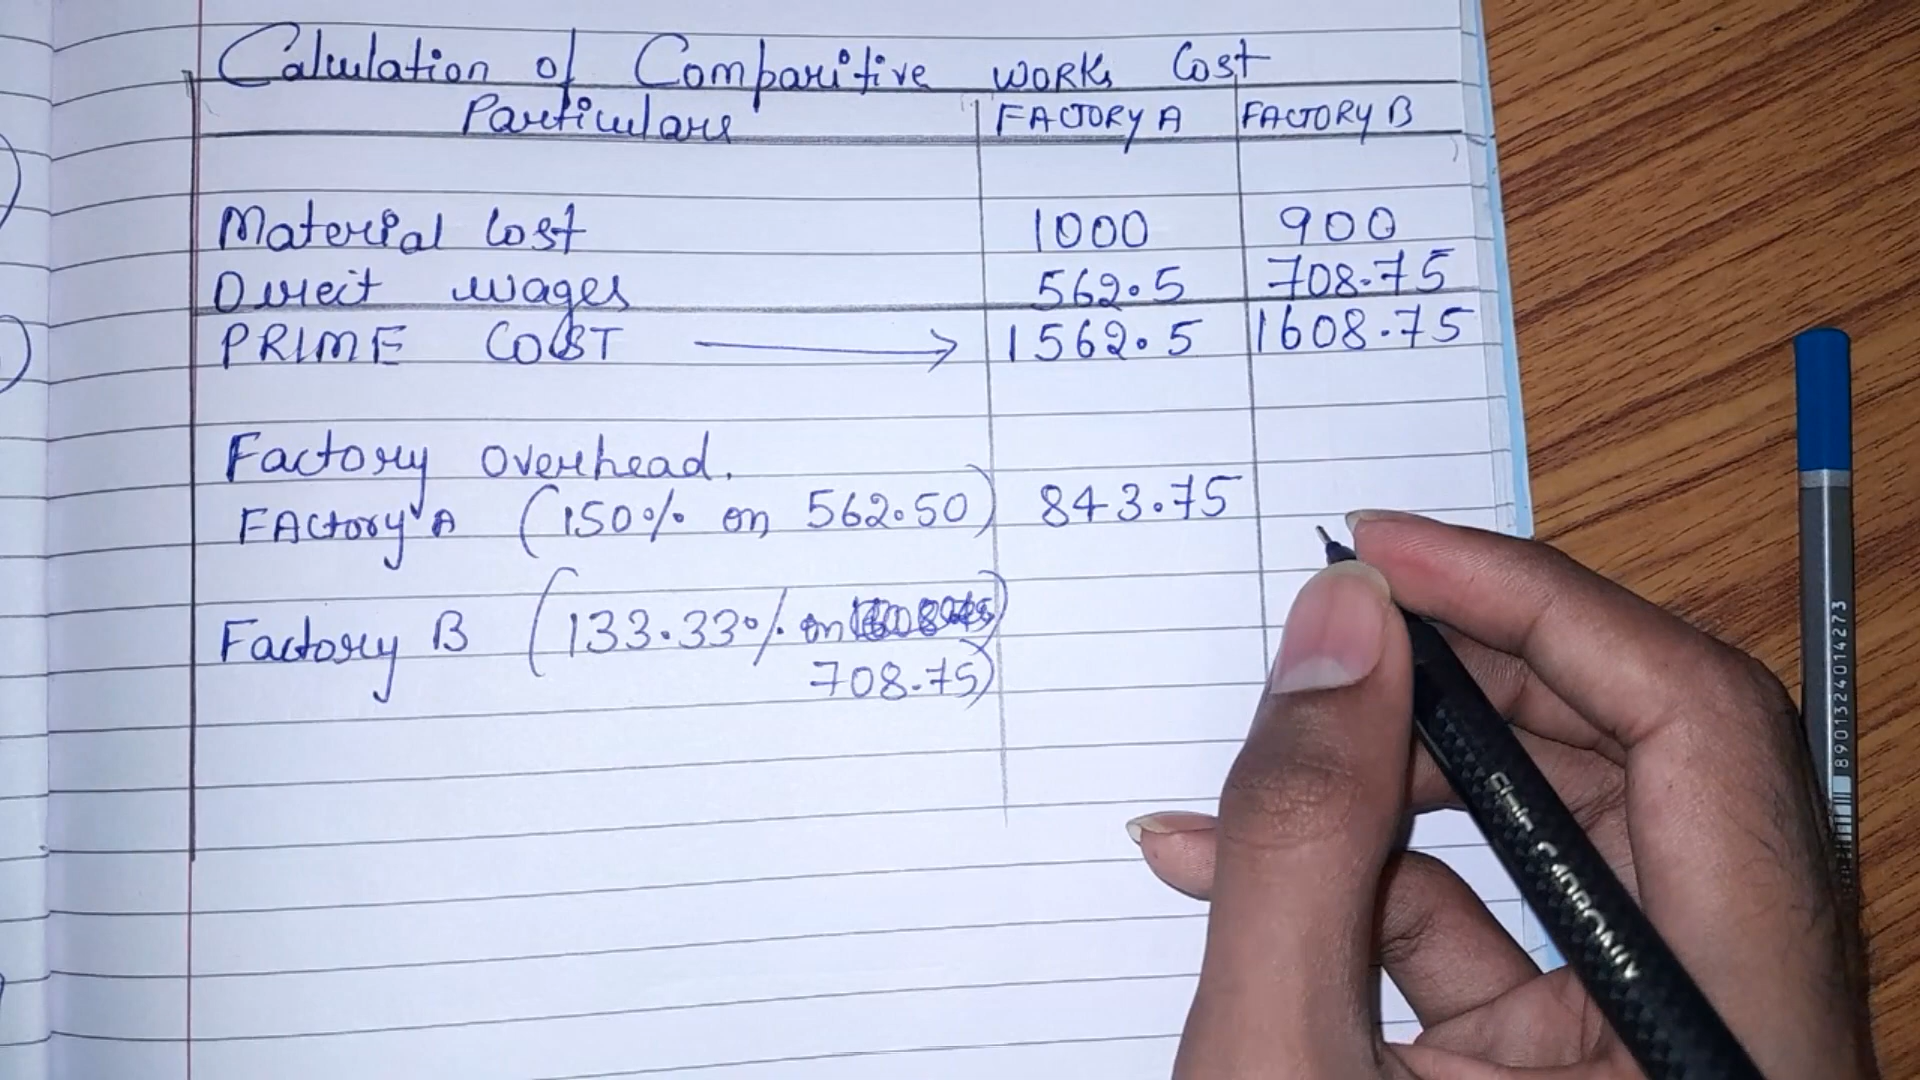 Calculation of Comparitive works Cost
Particulars FACTORY A FACTORY B
Material Cost 1000 900
Direct wages 562.5 708.75
PRIME COST → 1562.5 1608.75
Factory overhead.
FActory A (150% on 562.50) 843.75
Factory B (133.33% on
708.75)
8901324014273